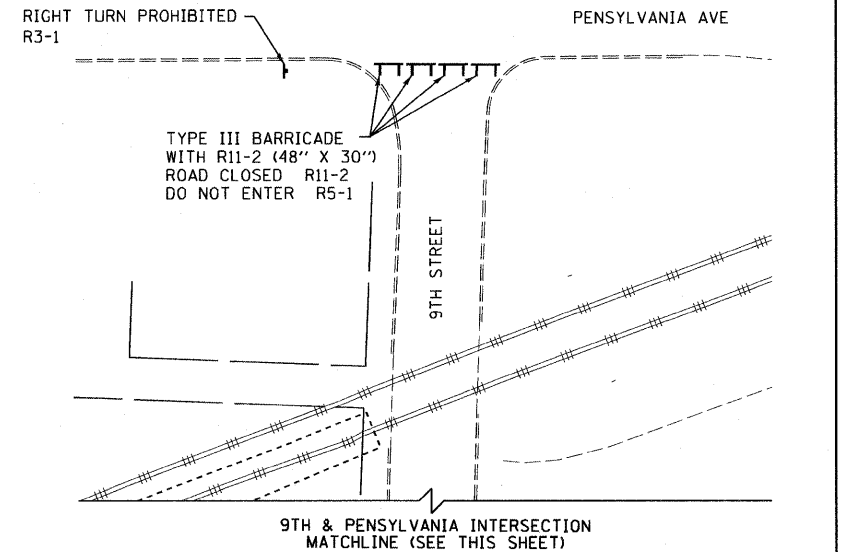 RIGHT TURN PROHIBITED
R3-1
PENSYLVANIA AVE
TYPE III BARRICADE
WITH R11-2 (48" X 30")
ROAD CLOSED R11-2
DO NOT ENTER R5-1
9TH STREET
9TH & PENSYLVANIA INTERSECTION
MATCHLINE (SEE THIS SHEET)